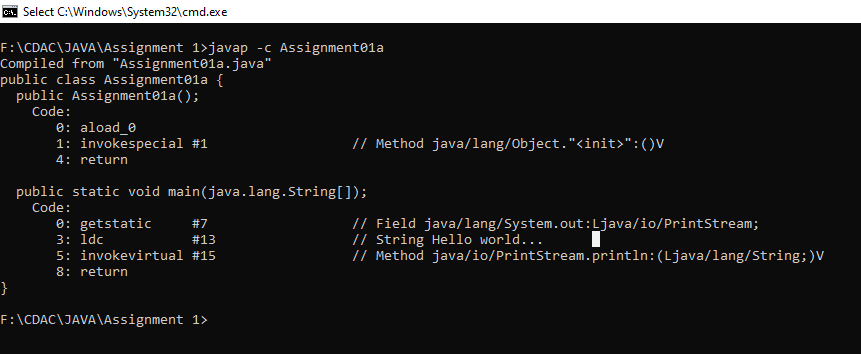 Select C:\Windows\System32\cmd.exe
F:\CDAC\JAVA\Assignment 1>javap -c Assignment01a
Compiled from "Assignment01a.java"
public class Assignment01a {
  public Assignment01a();
    Code:
       0: aload_0
       1: invokespecial #1                  // Method java/lang/Object."<init>":()V
       4: return
  public static void main(java.lang.String[]);
    Code:
       0: getstatic     #7                  // Field java/lang/System.out:Ljava/io/PrintStream;
       3: ldc           #13                 // String Hello world...
       5: invokevirtual #15                 // Method java/io/PrintStream.println:(Ljava/lang/String;)V
       8: return
}
F:\CDAC\JAVA\Assignment 1>